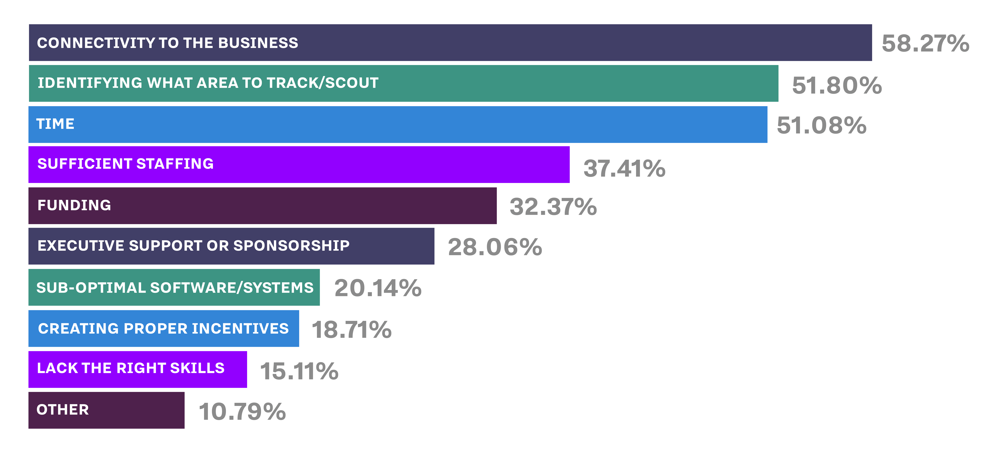 CONNECTIVITY TO THE BUSINESS 58.27%
IDENTIFYING WHAT AREA TO TRACK/SCOUT 51.80%
TIME 51.08%
SUFFICIENT STAFFING 37.41%
FUNDING 32.37%
EXECUTIVE SUPPORT OR SPONSORSHIP 28.06%
SUB-OPTIMAL SOFTWARE/SYSTEMS 20.14%
CREATING PROPER INCENTIVES 18.71%
LACK THE RIGHT SKILLS 15.11%
OTHER 10.79%